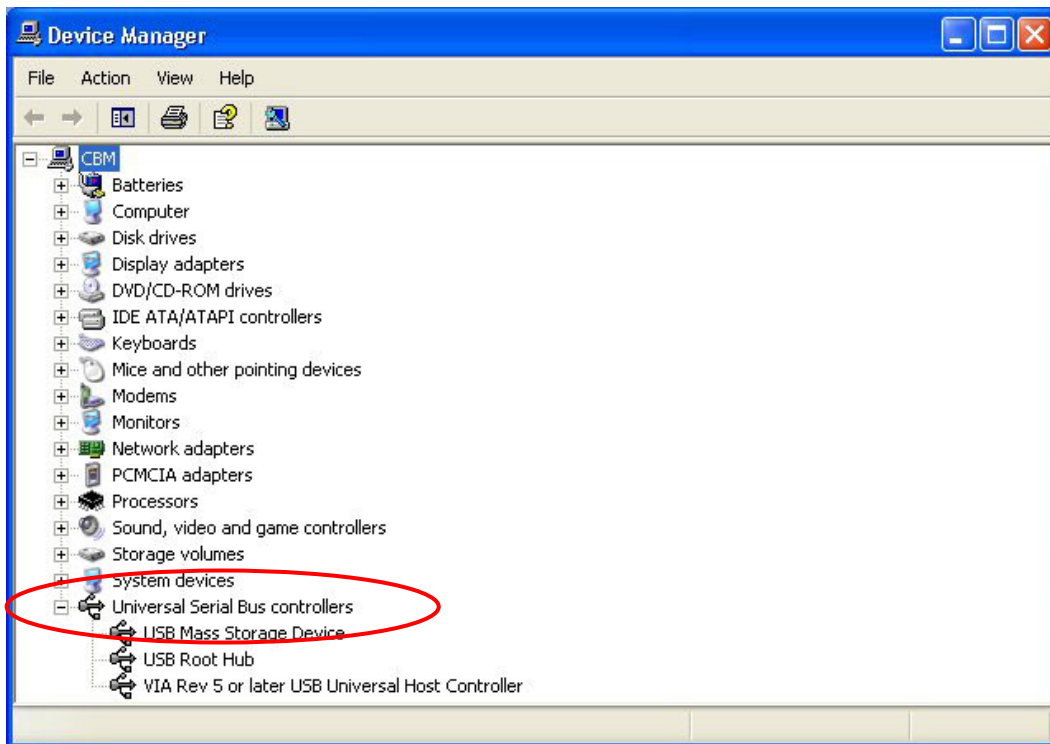 Device Manager
File Action View Help
CBM
Batteries
Computer
Disk drives
Display adapters
DVD/CD-ROM drives
IDE ATA/ATAPI controllers
Keyboards
Mice and other pointing devices
Modems
Monitors
Network adapters
PCMCIA adapters
Processors
Sound, video and game controllers
Storage volumes
System devices
Universal Serial Bus controllers
USB Mass Storage Device
USB Root Hub
VIA Rev 5 or later USB Universal Host Controller